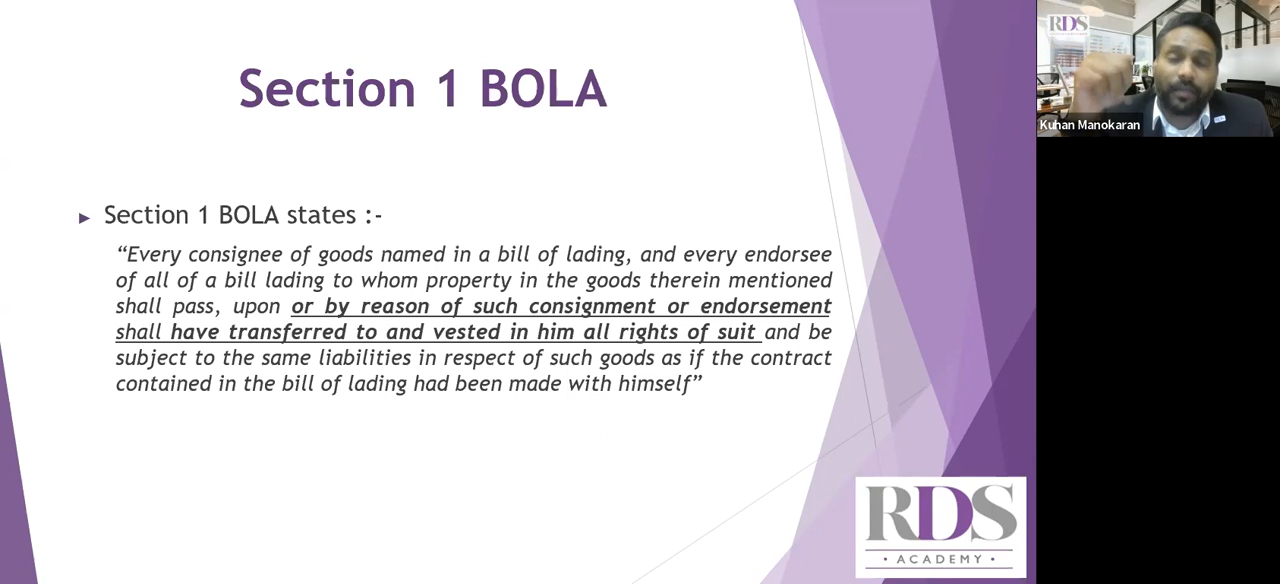 Section 1 BOLA
► Section 1 BOLA states :-
“Every consignee of goods named in a bill of lading, and every endorsee
of all of a bill lading to whom property in the goods therein mentioned
shall pass, upon or by reason of such consignment or endorsement
shall have transferred to and vested in him all rights of suit and be
subject to the same liabilities in respect of such goods as if the contract
contained in the bill of lading had been made with himself”
RDS
• ACADEMY •
RDS
Kuhan Manokaran